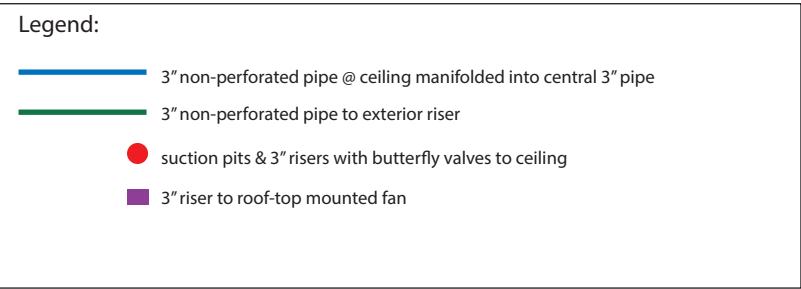 Legend:
3” non-perforated pipe @ ceiling manifolded into central 3” pipe
3” non-perforated pipe to exterior riser
suction pits & 3” risers with butterfly valves to ceiling
3” riser to roof-top mounted fan